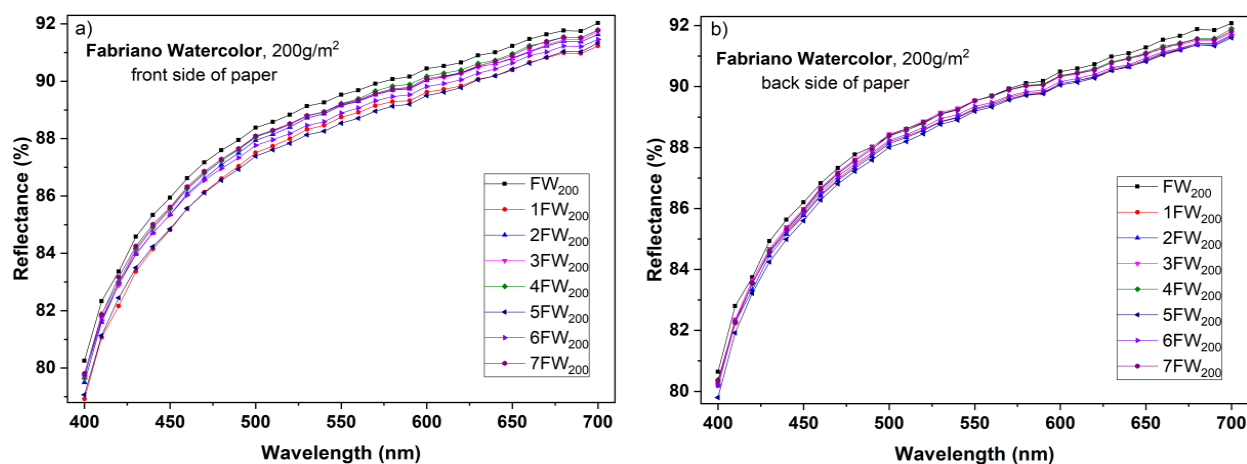 a)
Fabriano Watercolor, 200g/m²
front side of paper
92
90
88
86
84
82
80
Reflectance (%)
FW₂₀₀
1FW₂₀₀
2FW₂₀₀
3FW₂₀₀
4FW₂₀₀
5FW₂₀₀
6FW₂₀₀
7FW₂₀₀
400 450 500 550 600 650 700
Wavelength (nm)
b)
Fabriano Watercolor, 200g/m²
back side of paper
92
90
88
86
84
82
80
Reflectance (%)
FW₂₀₀
1FW₂₀₀
2FW₂₀₀
3FW₂₀₀
4FW₂₀₀
5FW₂₀₀
6FW₂₀₀
7FW₂₀₀
400 450 500 550 600 650 700
Wavelength (nm)